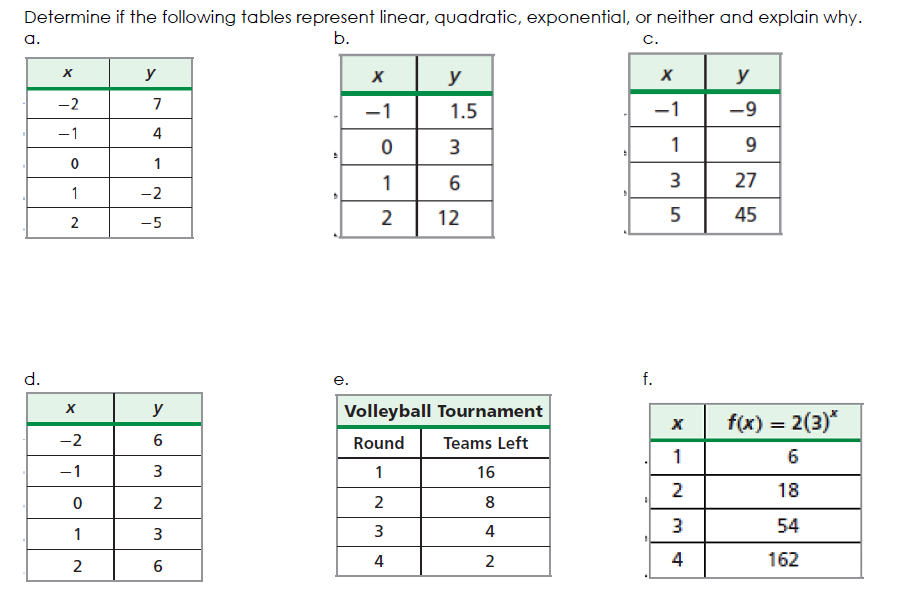 Determine if the following tables represent linear, quadratic, exponential, or neither and explain why.
a.
b.
c.
x y
-2 7
-1 4
0 1
1 -2
2 -5
x y
-1 1.5
0 3
1 6
2 12
x y
-1 -9
1 9
3 27
5 45
d.
e.
f.
x y
-2 6
-1 3
0 2
1 3
2 6
Volleyball Tournament
Round Teams Left
1 16
2 8
3 4
4 2
x f(x) = 2(3)ˣ
1 6
2 18
3 54
4 162